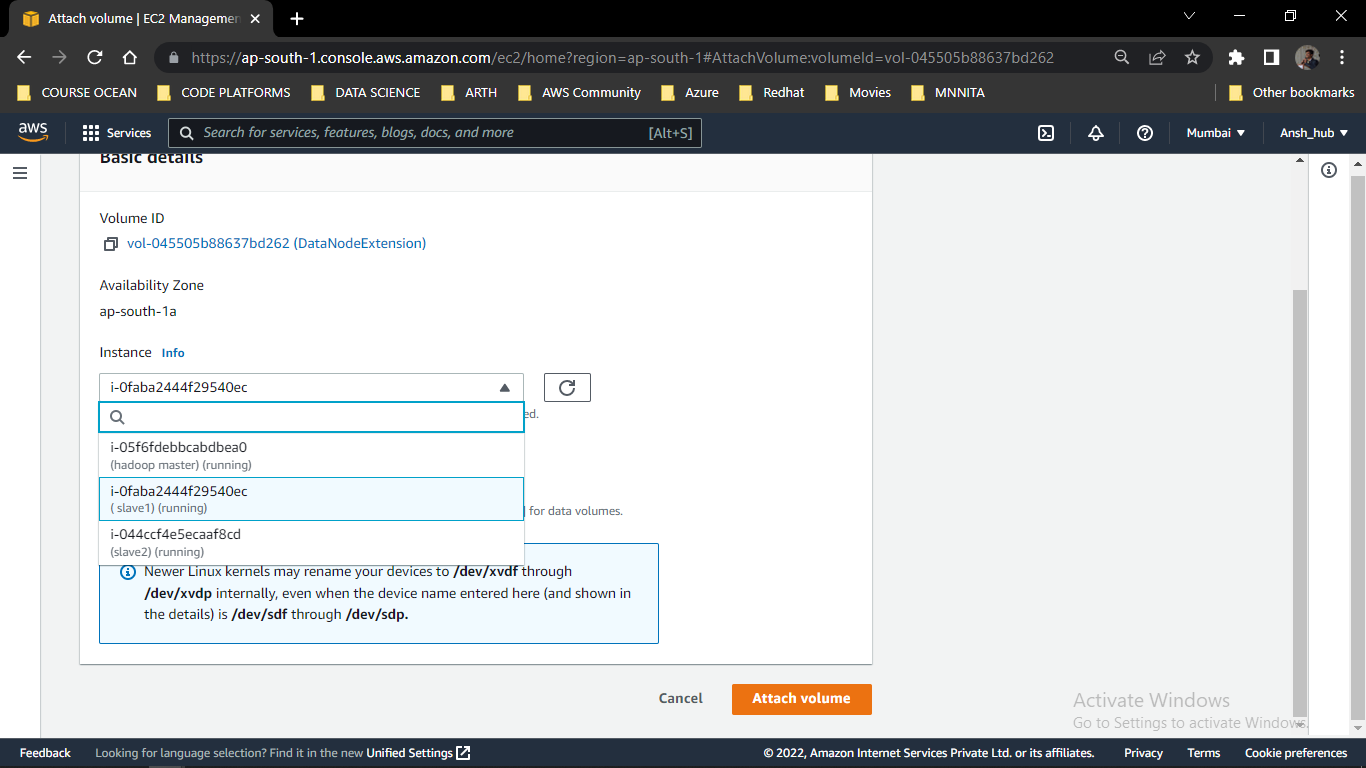 Attach volume | EC2 Managemen
https://ap-south-1.console.aws.amazon.com/ec2/home?region=ap-south-1#AttachVolume:volumeId=vol-045505b88637bd262
COURSE OCEAN CODE PLATFORMS DATA SCIENCE ARTH AWS Community Azure Redhat Movies MNNITA Other bookmarks
aws Services Search for services, features, blogs, docs, and more [Alt+S] Mumbai Ansh_hub
Basic details
Volume ID
vol-045505b88637bd262 (DataNodeExtension)
Availability Zone
ap-south-1a
Instance Info
i-0faba2444f29540ec
ed.
i-05f6fdebbcabdbea0
(hadoop master) (running)
i-0faba2444f29540ec
( slave1) (running)
for data volumes.
i-044ccf4e5ecaaf8cd
(slave2) (running)
Newer Linux kernels may rename your devices to /dev/xvdf through
/dev/xvdp internally, even when the device name entered here (and shown in
the details) is /dev/sdf through /dev/sdp.
Cancel Attach volume
Activate Windows
Go to Settings to activate Windows.
Feedback Looking for language selection? Find it in the new Unified Settings © 2022, Amazon Internet Services Private Ltd. or its affiliates. Privacy Terms Cookie preferences